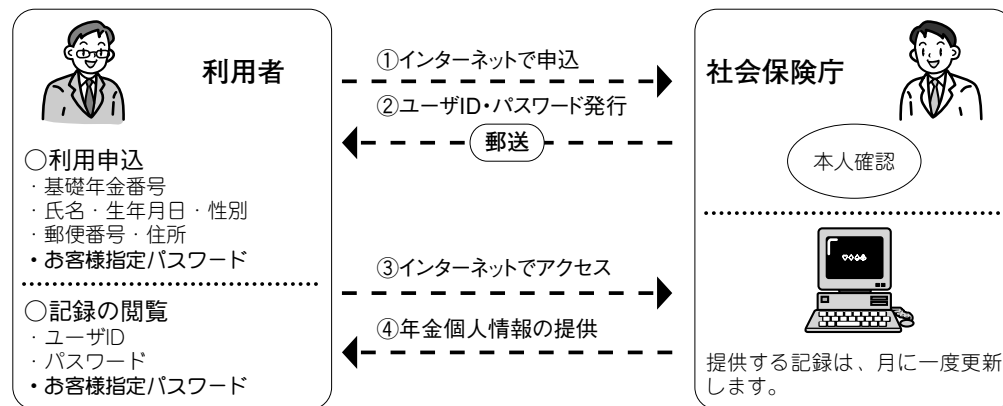 利用者
○利用申込
・基礎年金番号
・氏名・生年月日・性別
・郵便番号・住所
・お客様指定パスワード
○記録の閲覧
・ユーザID
・パスワード
・お客様指定パスワード
①インターネットで申込
②ユーザID・パスワード発行
郵送
③インターネットでアクセス
④年金個人情報の提供
社会保険庁
本人確認
提供する記録は、月に一度更新
します。